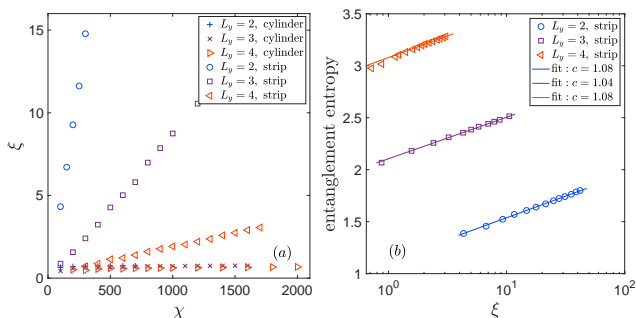 15
10
5
0
ξ
0
500
1000
1500
2000
χ
(a)
L_y = 2, cylinder
L_y = 3, cylinder
L_y = 4, cylinder
L_y = 2, strip
L_y = 3, strip
L_y = 4, strip
3.5
3
2.5
2
1.5
1
entanglement entropy
10^0
10^1
10^2
ξ
(b)
L_y = 2, strip
L_y = 3, strip
L_y = 4, strip
fit : c = 1.08
fit : c = 1.04
fit : c = 1.08